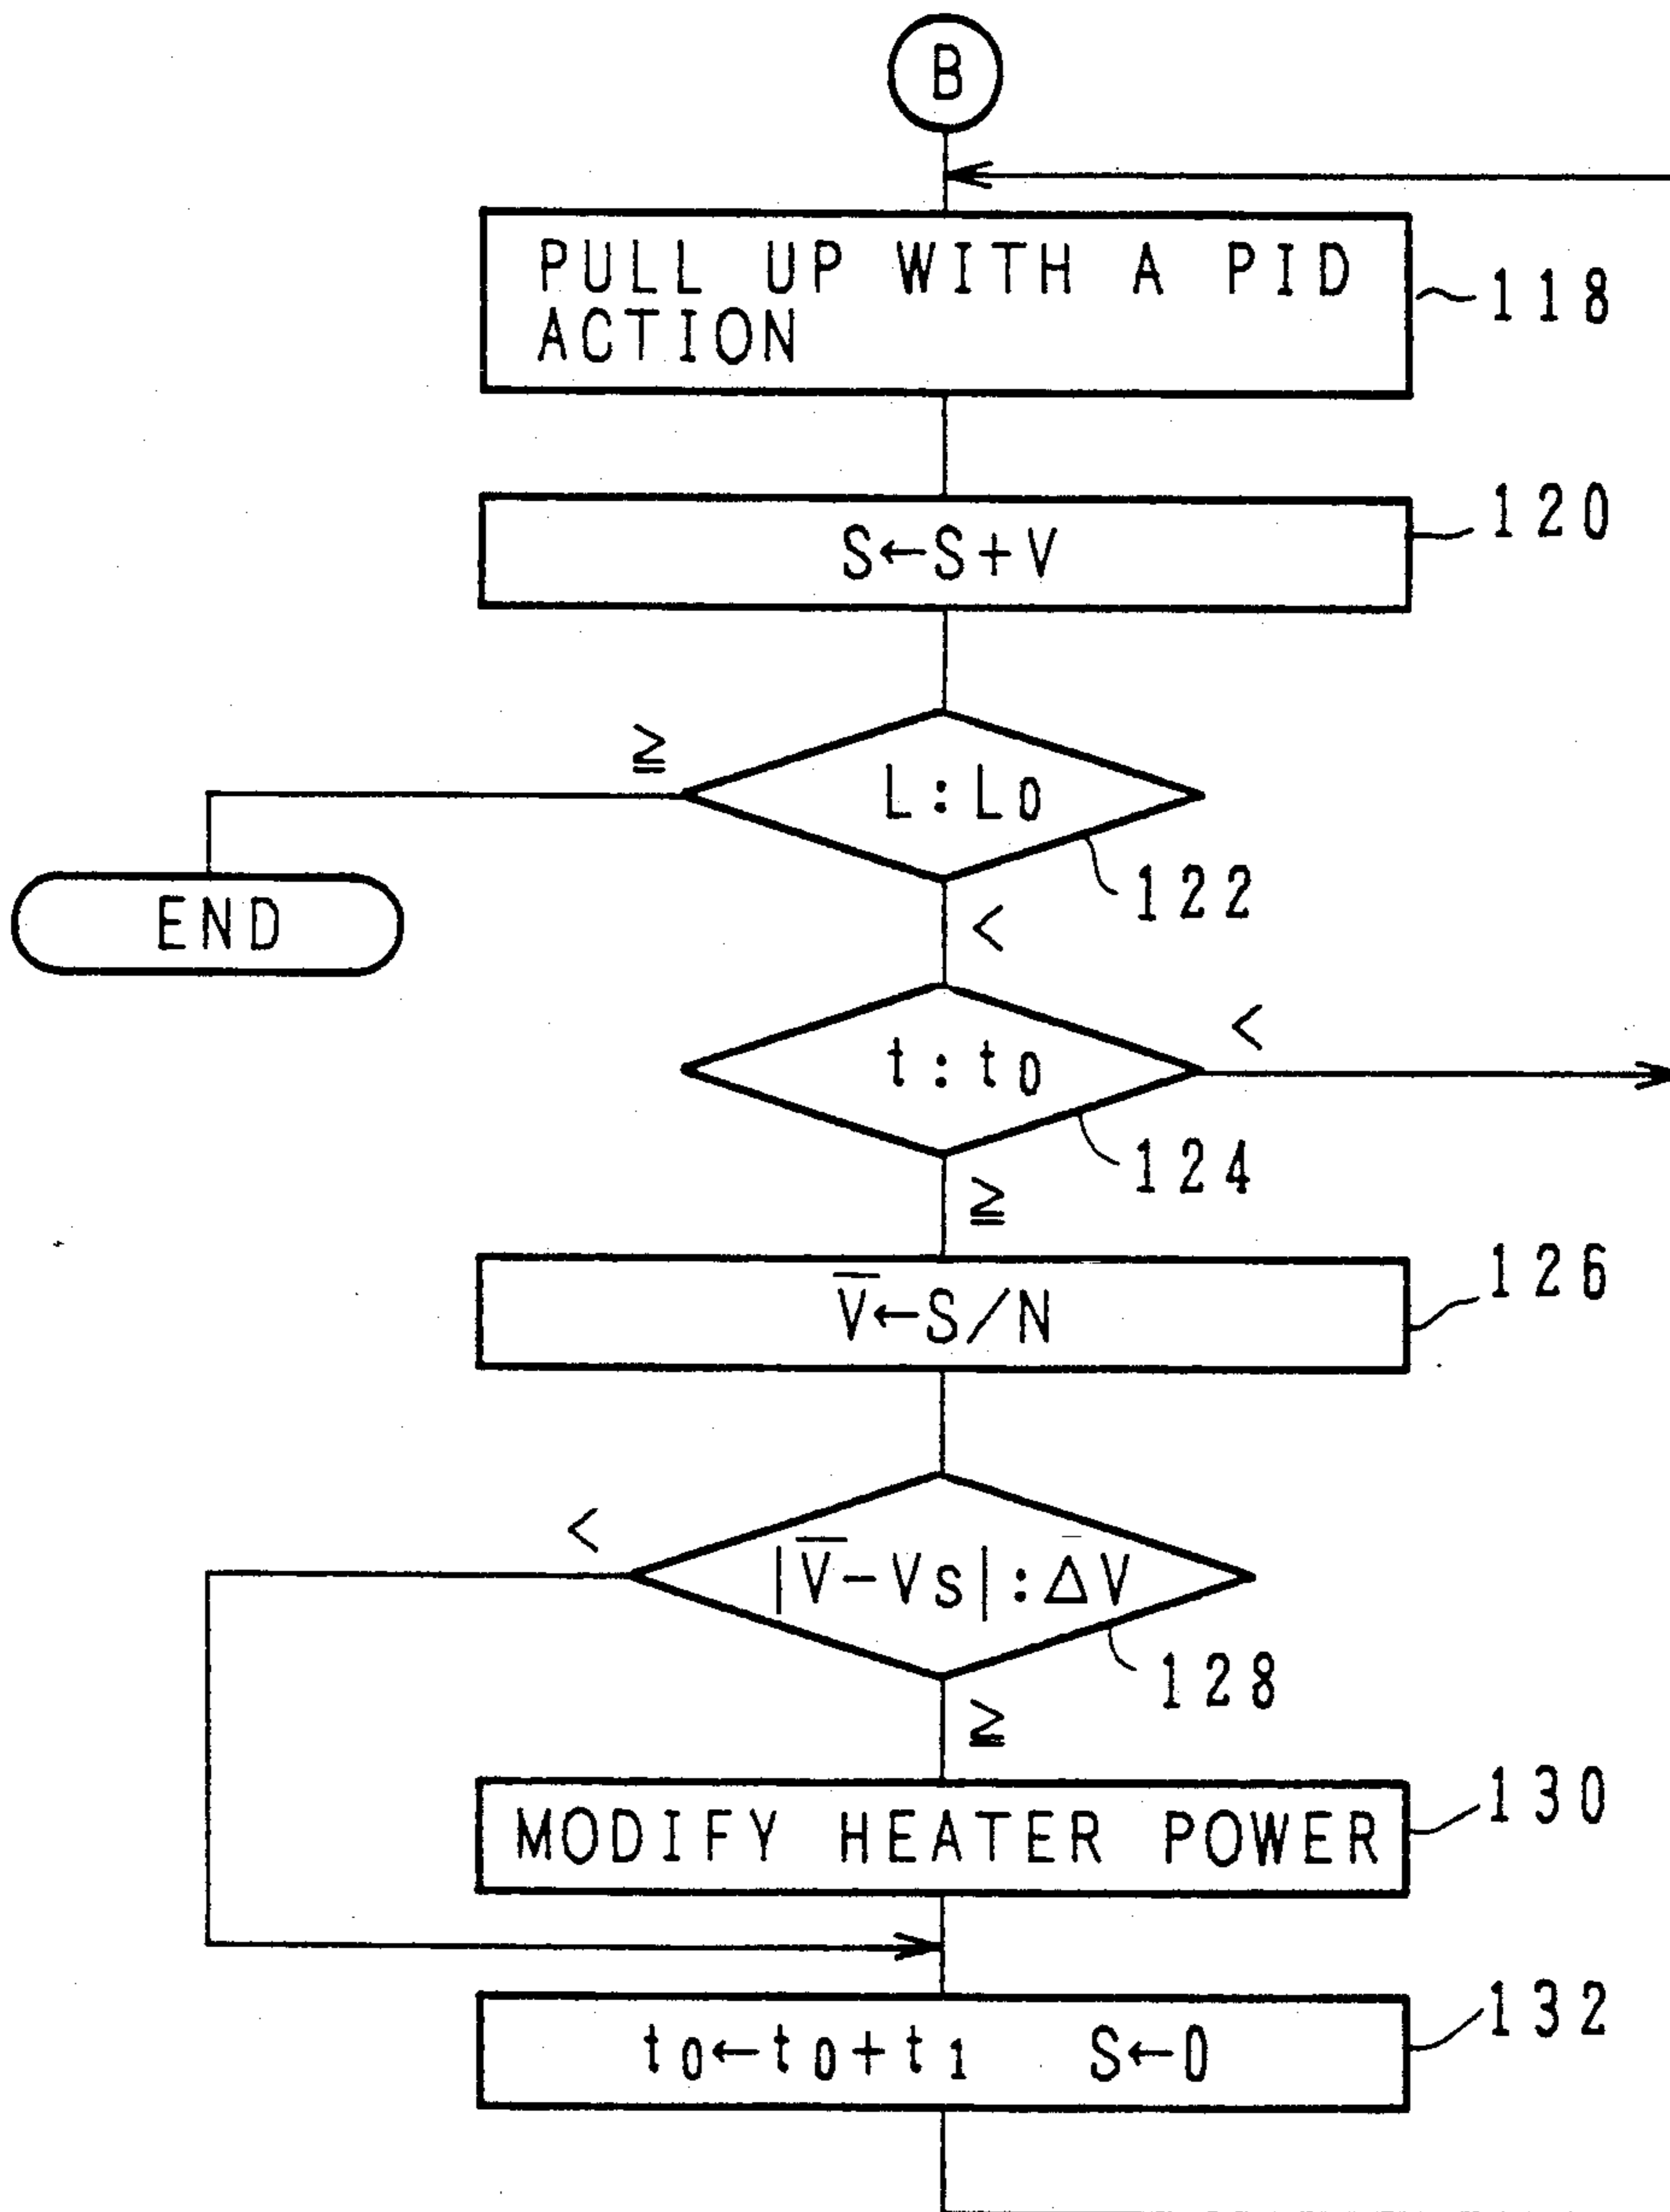 B
PULL UP WITH A PID
ACTION
118
S←S+V
120
≧
L:L0
122
END
<
t:t0
<
124
≧
V̅←S/N
126
<
|V̅-Vs|:ΔV
128
≧
MODIFY HEATER POWER
130
t0←t0+t1 S←0
132